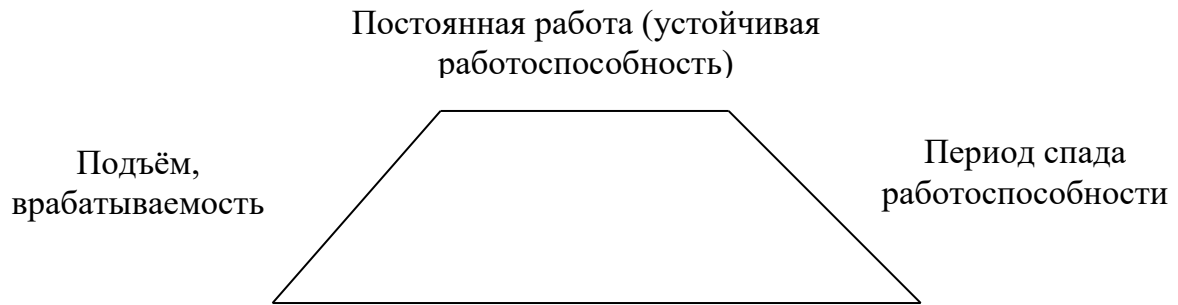 Постоянная работа (устойчивая
работоспособность)
Подъём,
врабатываемость
Период спада
работоспособности